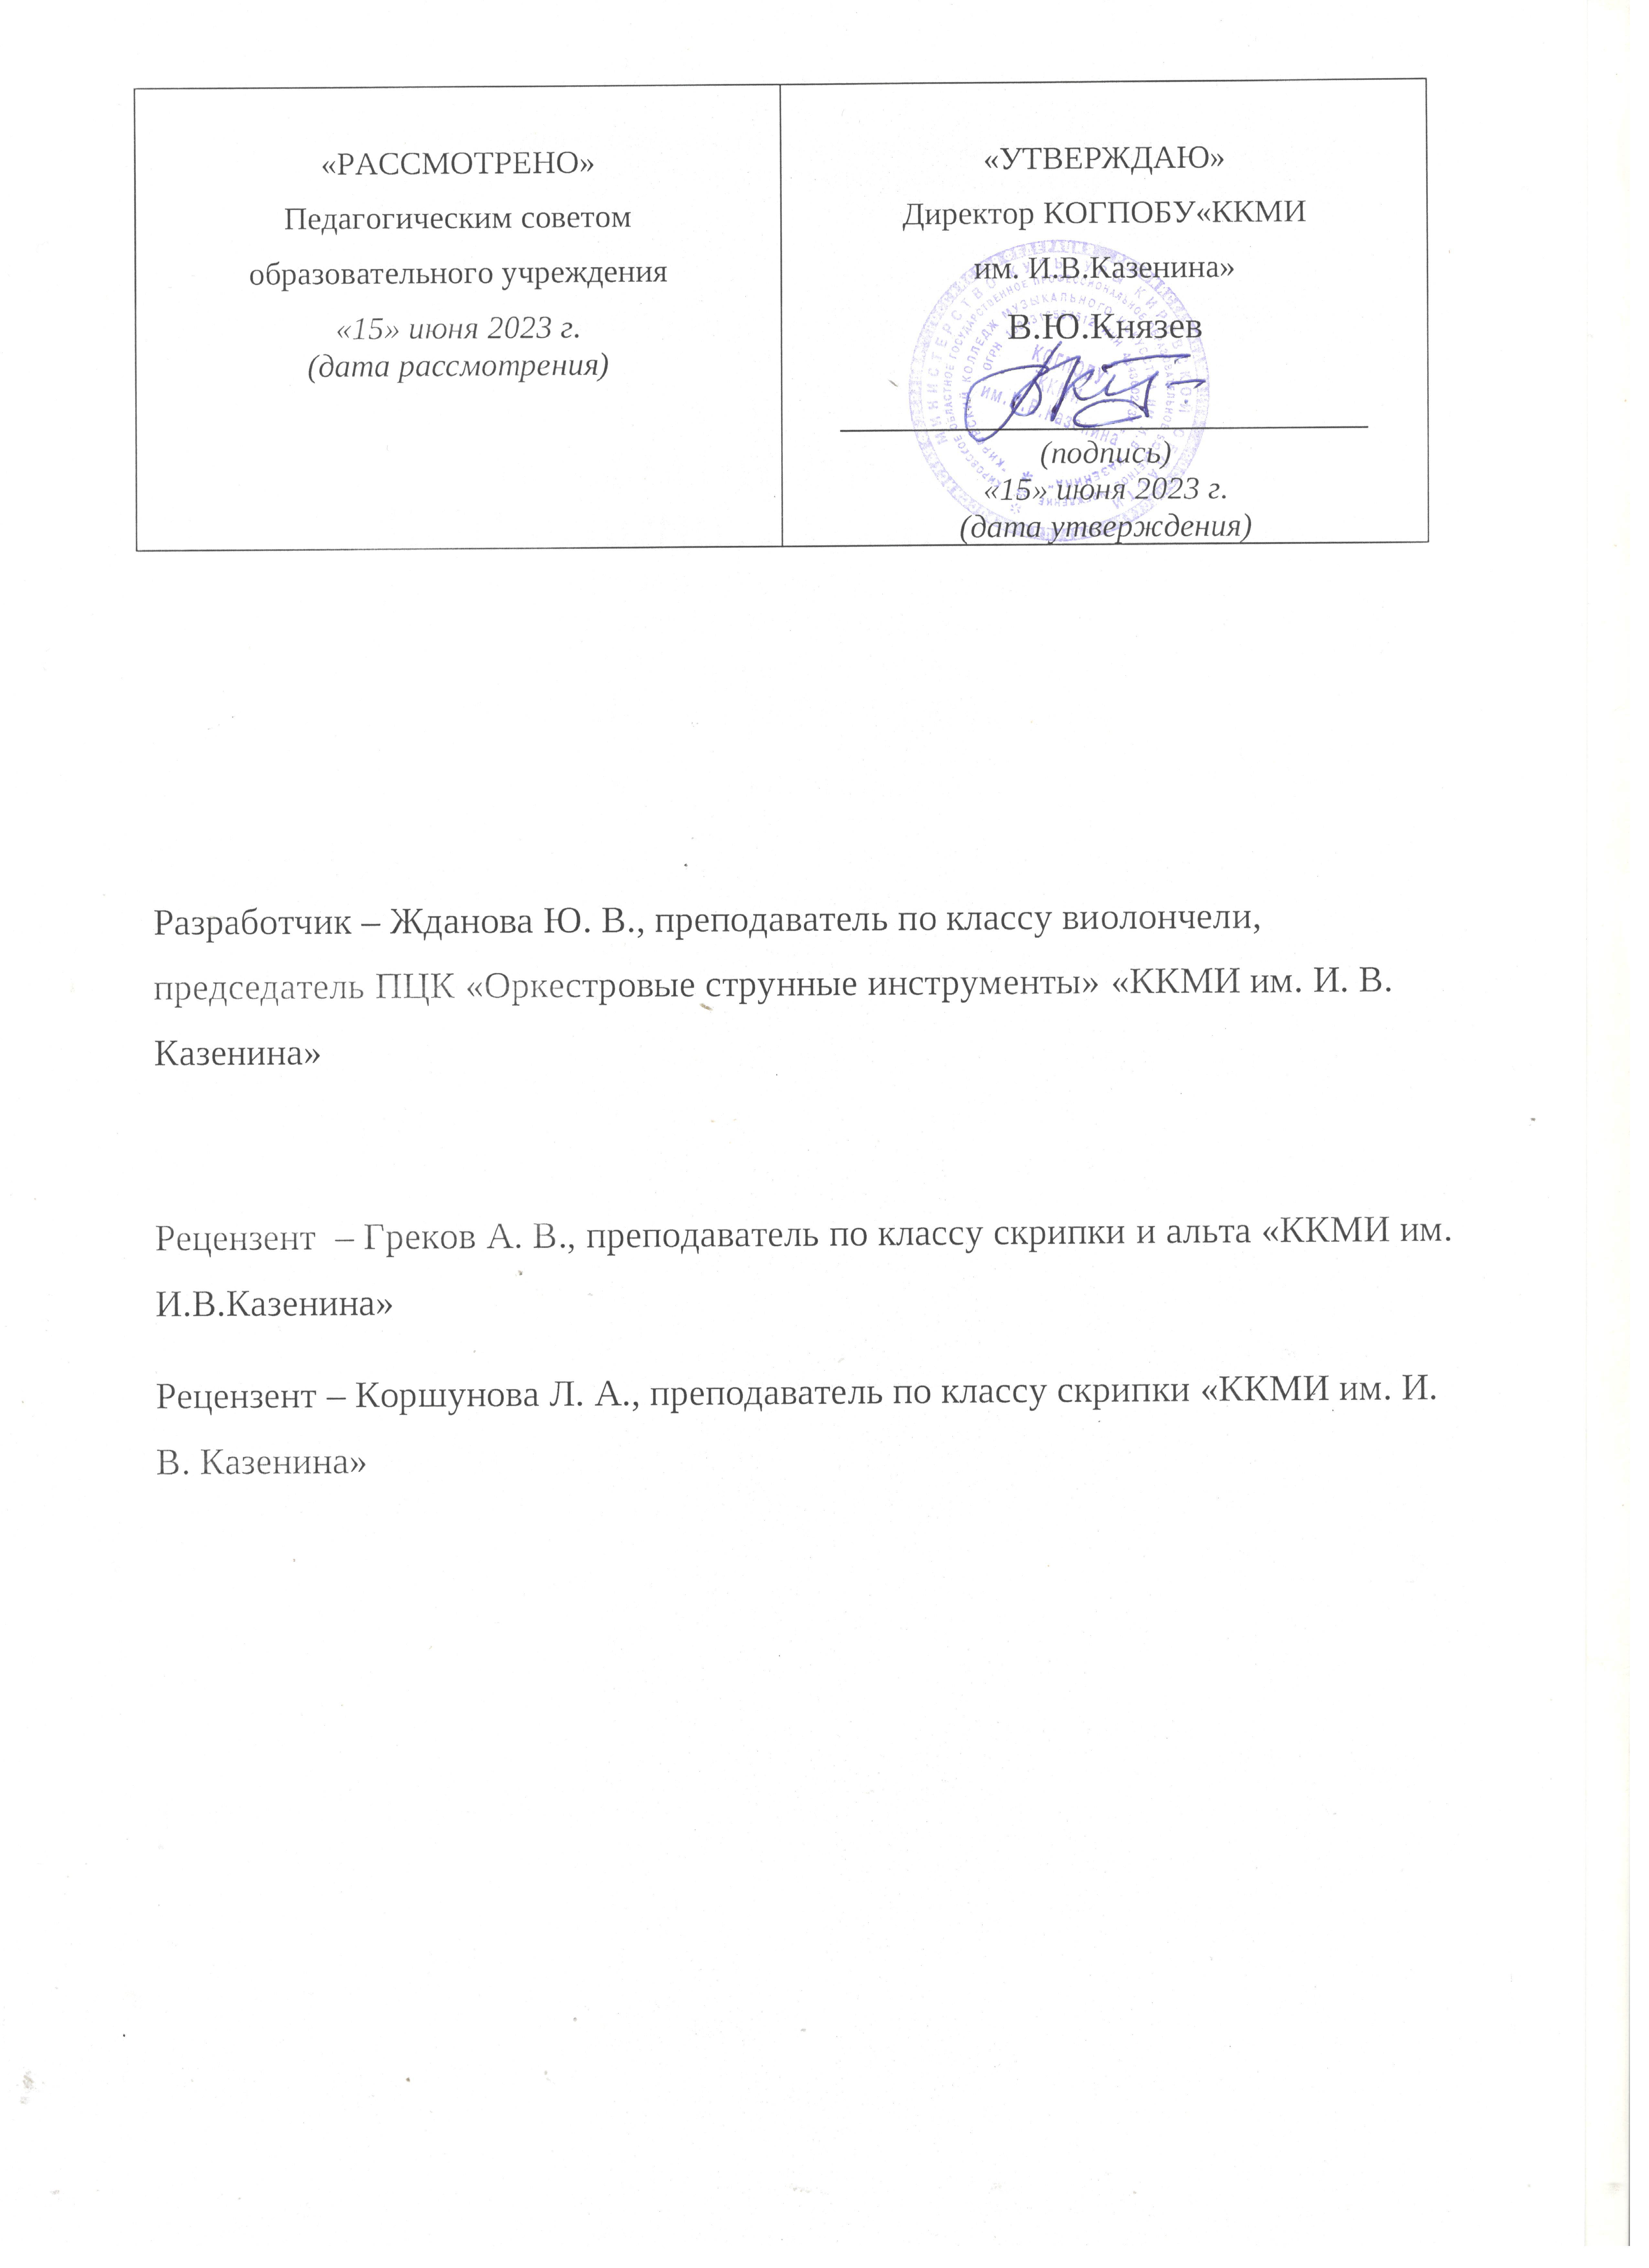 «РАССМОТРЕНО»
Педагогическим советом
образовательного учреждения
«15» июня 2023 г.
(дата рассмотрения)
«УТВЕРЖДАЮ»
Директор КОГПОБУ«ККМИ
им. И.В.Казенина»
В.Ю.Князев
(подпись)
«15» июня 2023 г.
(дата утверждения)
Разработчик – Жданова Ю. В., преподаватель по классу виолончели,
председатель ПЦК «Оркестровые струнные инструменты» «ККМИ им. И. В.
Казенина»
Рецензент – Греков А. В., преподаватель по классу скрипки и альта «ККМИ им.
И.В.Казенина»
Рецензент – Коршунова Л. А., преподаватель по классу скрипки «ККМИ им. И.
В. Казенина»